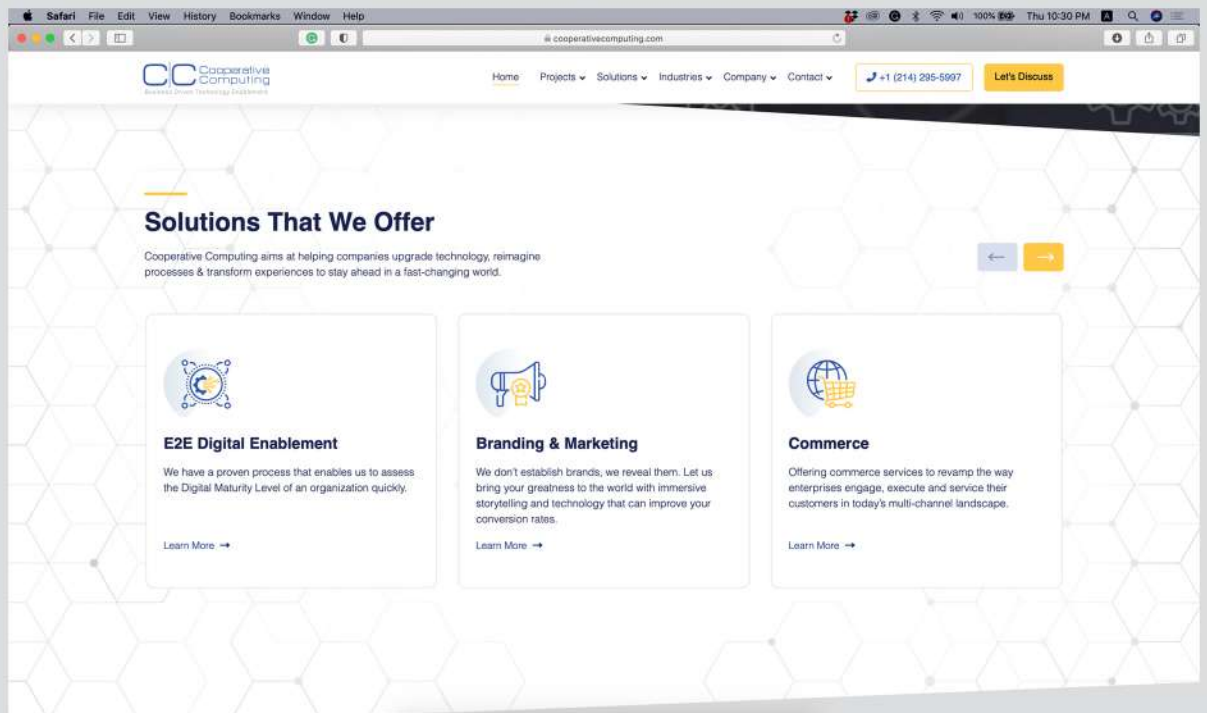 Safari File Edit View History Bookmarks Window Help 100% Thu 10:30 PM A
cooperativecomputing.com
Cooperative
Computing
Business Driven Technology Enablement
Home Projects Solutions Industries Company Contact +1 (214) 295-5997 Let's Discuss
Solutions That We Offer
Cooperative Computing aims at helping companies upgrade technology, reimagine
processes & transform experiences to stay ahead in a fast-changing world.
E2E Digital Enablement
We have a proven process that enables us to assess
the Digital Maturity Level of an organization quickly.
Learn More →
Branding & Marketing
We don't establish brands, we reveal them. Let us
bring your greatness to the world with immersive
storytelling and technology that can improve your
conversion rates.
Learn More →
Commerce
Offering commerce services to revamp the way
enterprises engage, execute and service their
customers in today's multi-channel landscape.
Learn More →